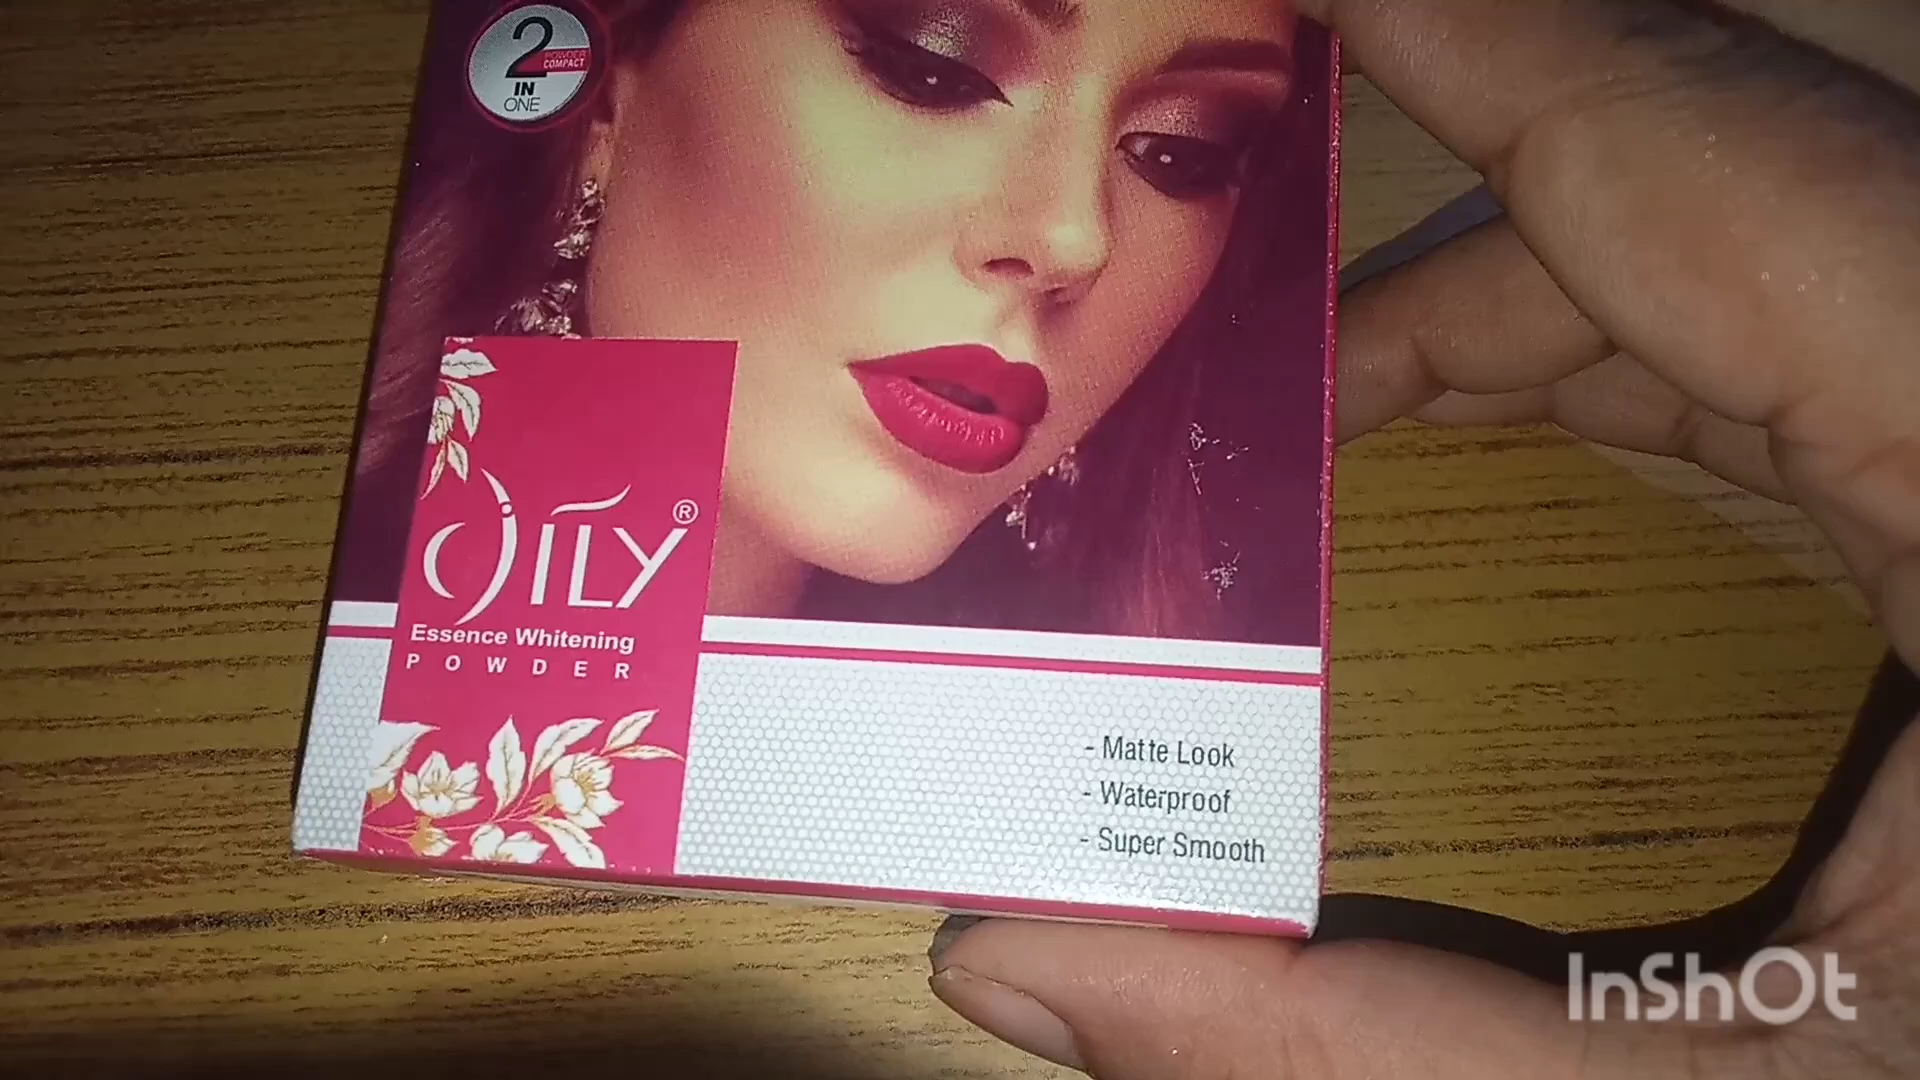 2
POWDER
COMPACT
IN
ONE
OILY®
Essence Whitening
POWDER
- Matte Look
- Waterproof
- Super Smooth
InShOt